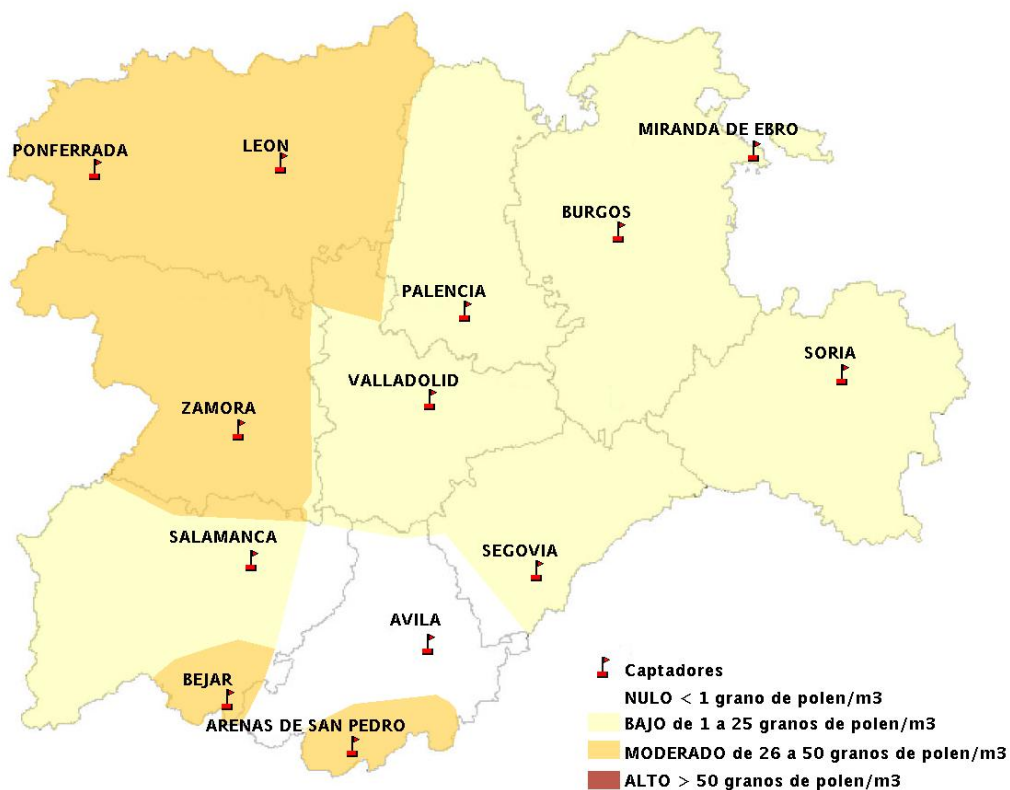 MIRANDA DE EBRO
PONFERRADA
LEON
BURGOS
PALENCIA
SORIA
VALLADOLID
ZAMORA
SALAMANCA
SEGOVIA
AVILA
BEJAR
ARENAS DE SAN PEDRO
Captadores
NULO < 1 grano de polen/m3
BAJO de 1 a 25 granos de polen/m3
MODERADO de 26 a 50 granos de polen/m3
ALTO > 50 granos de polen/m3